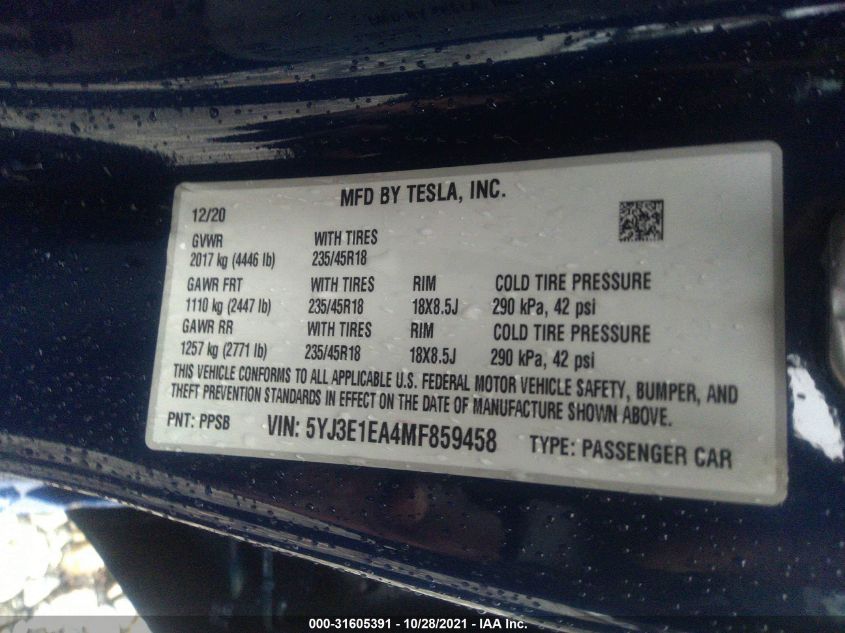 MFD BY TESLA, INC.
12/20
GVWR WITH TIRES
2017 kg (4446 lb) 235/45R18
GAWR FRT WITH TIRES RIM COLD TIRE PRESSURE
1110 kg (2447 lb) 235/45R18 18X8.5J 290 kPa, 42 psi
GAWR RR WITH TIRES RIM COLD TIRE PRESSURE
1257 kg (2771 lb) 235/45R18 18X8.5J 290 kPa, 42 psi
THIS VEHICLE CONFORMS TO ALL APPLICABLE U.S. FEDERAL MOTOR VEHICLE SAFETY, BUMPER, AND
THEFT PREVENTION STANDARDS IN EFFECT ON THE DATE OF MANUFACTURE SHOWN ABOVE.
PNT: PPSB VIN: 5YJ3E1EA4MF859458 TYPE: PASSENGER CAR
000-31605391 - 10/28/2021 - IAA Inc.